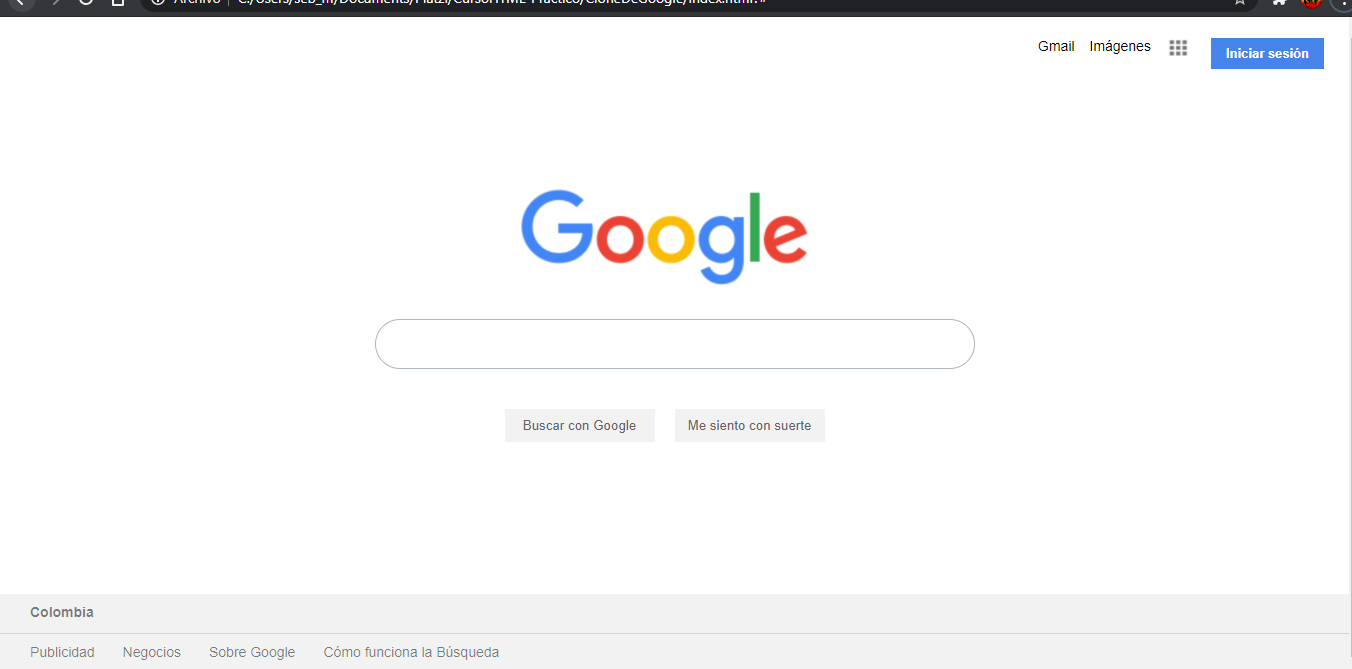 Archivo | C:/Users/seb_m/Documents/Platzi/CursoHTML-Practico/CloneDeGoogle/index.html?#
Gmail Imágenes Iniciar sesión
Google
Buscar con Google Me siento con suerte
Colombia
Publicidad Negocios Sobre Google Cómo funciona la Búsqueda